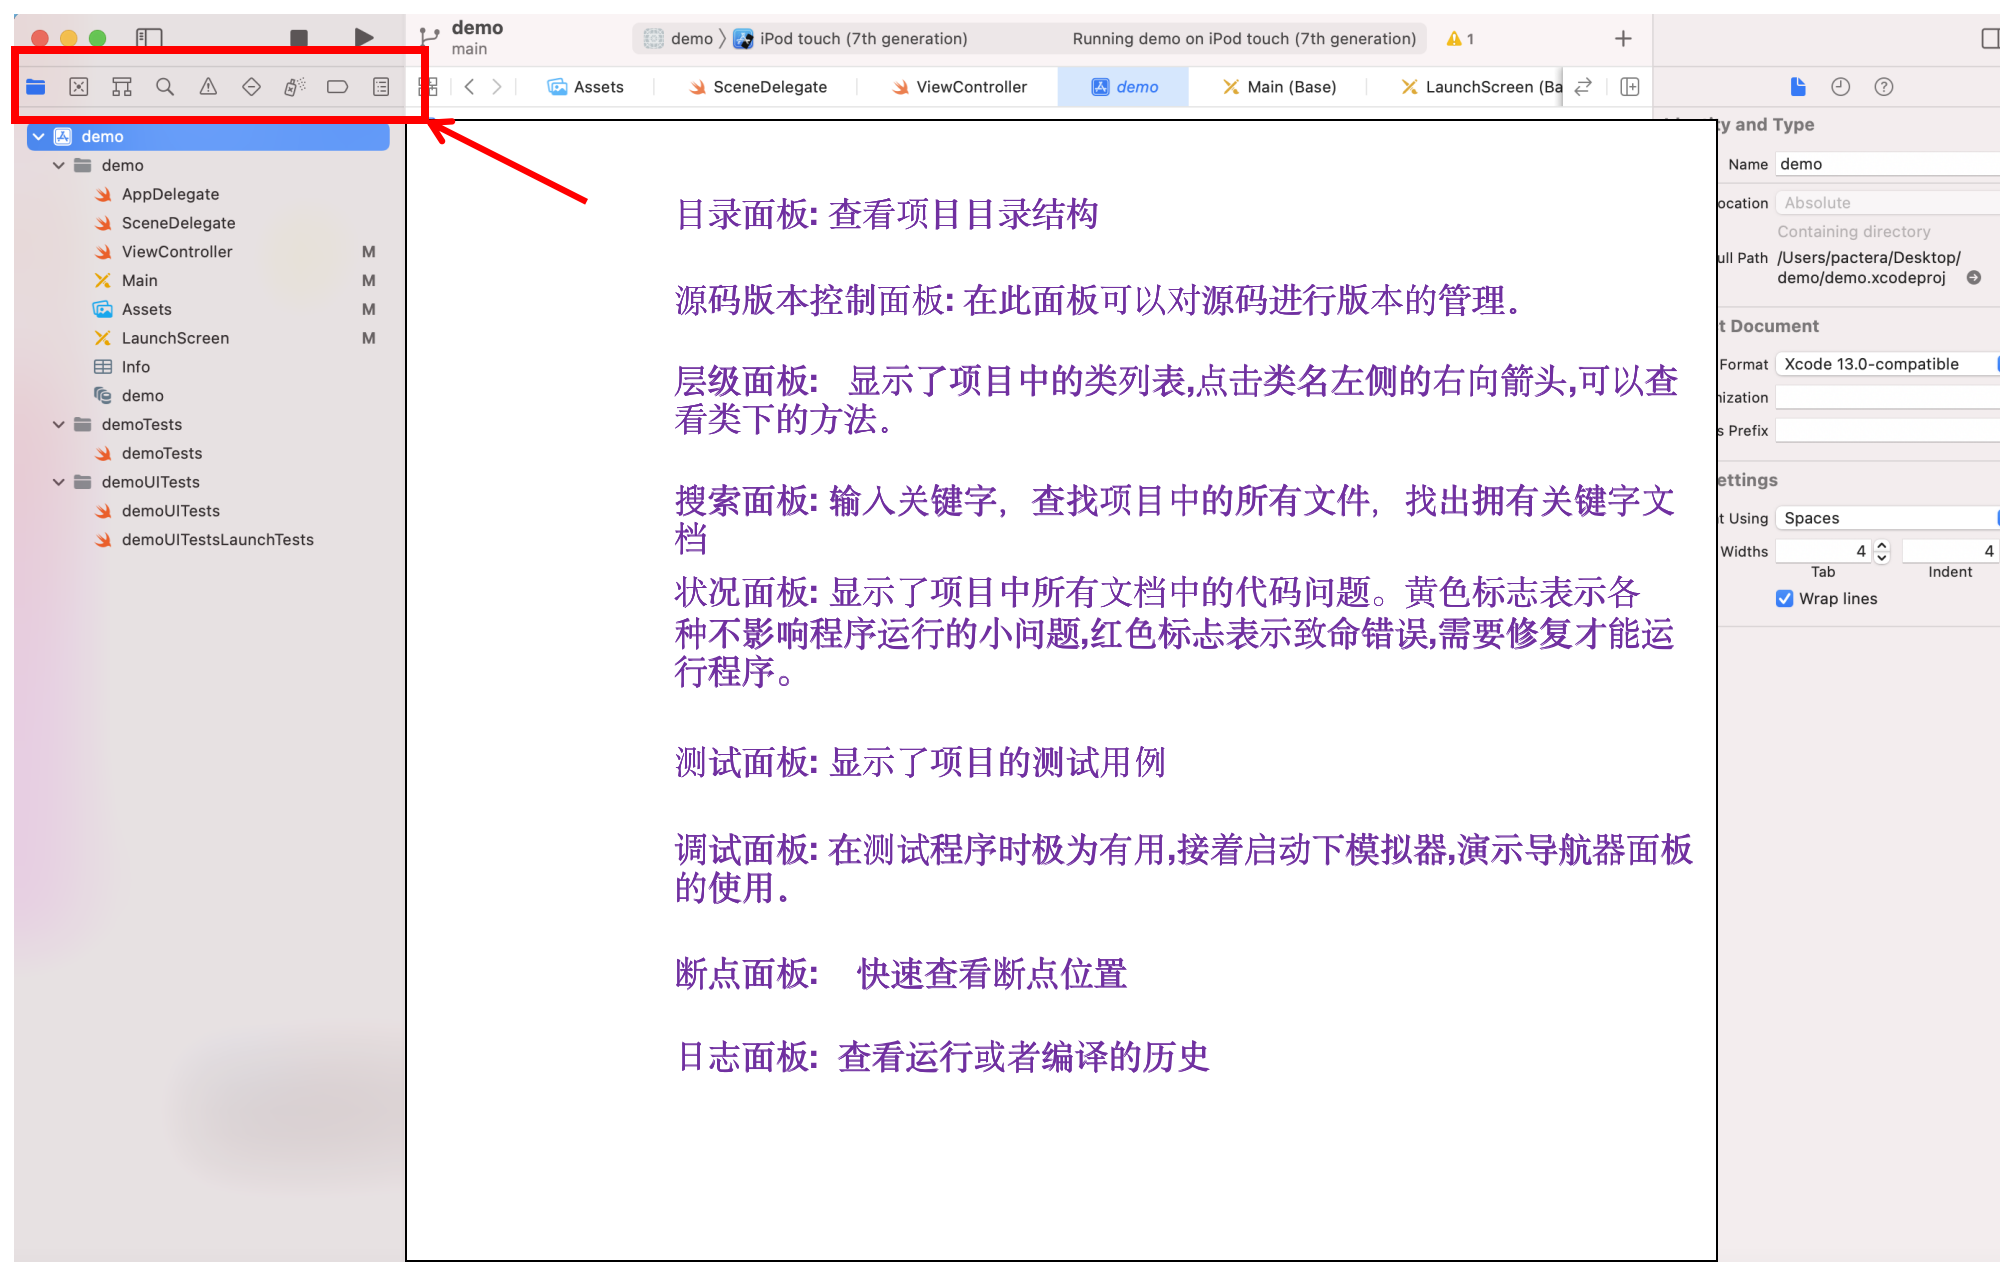 demo
main
demo 〉 iPod touch (7th generation)
Running demo on iPod touch (7th generation)
1
Assets
SceneDelegate
ViewController
demo
Main (Base)
LaunchScreen (Ba
demo
demo
AppDelegate
SceneDelegate
ViewController M
Main M
Assets M
LaunchScreen M
Info
demo
demoTests
demoTests
demoUITests
demoUITests
demoUITestsLaunchTests
目录面板: 查看项目目录结构
源码版本控制面板: 在此面板可以对源码进行版本的管理。
层级面板: 显示了项目中的类列表,点击类名左侧的右向箭头,可以查
看类下的方法。
搜索面板: 输入关键字，查找项目中的所有文件，找出拥有关键字文
档
状况面板: 显示了项目中所有文档中的代码问题。黄色标志表示各
种不影响程序运行的小问题,红色标志表示致命错误,需要修复才能运
行程序。
测试面板: 显示了项目的测试用例
调试面板: 在测试程序时极为有用,接着启动下模拟器,演示导航器面板
的使用。
断点面板: 快速查看断点位置
日志面板: 查看运行或者编译的历史
ty and Type
Name demo
ocation Absolute
Containing directory
ull Path /Users/pactera/Desktop/
demo/demo.xcodeproj
t Document
Format Xcode 13.0-compatible
nization
s Prefix
ettings
t Using Spaces
Widths 4 4
Tab Indent
Wrap lines